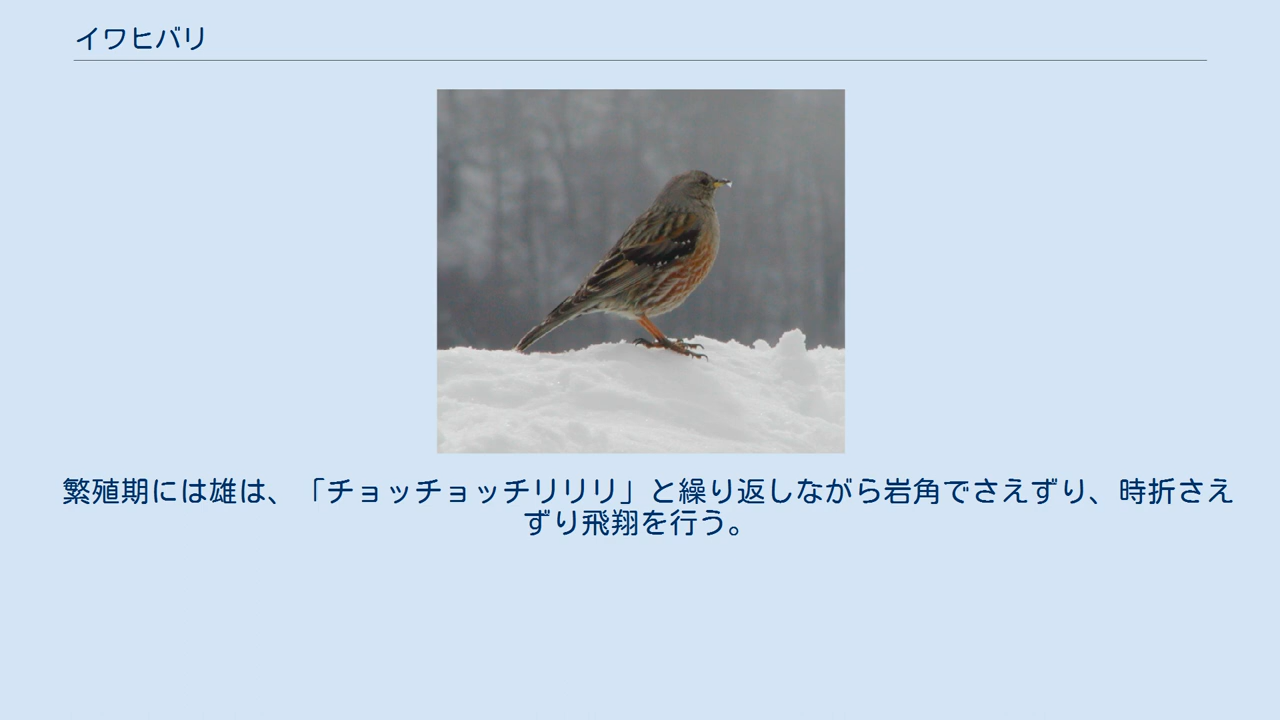 イワヒバリ
繁殖期には雄は、「チョッチョッチリリリ」と繰り返しながら岩角でさえずり、時折さえ
ずり飛翔を行う。